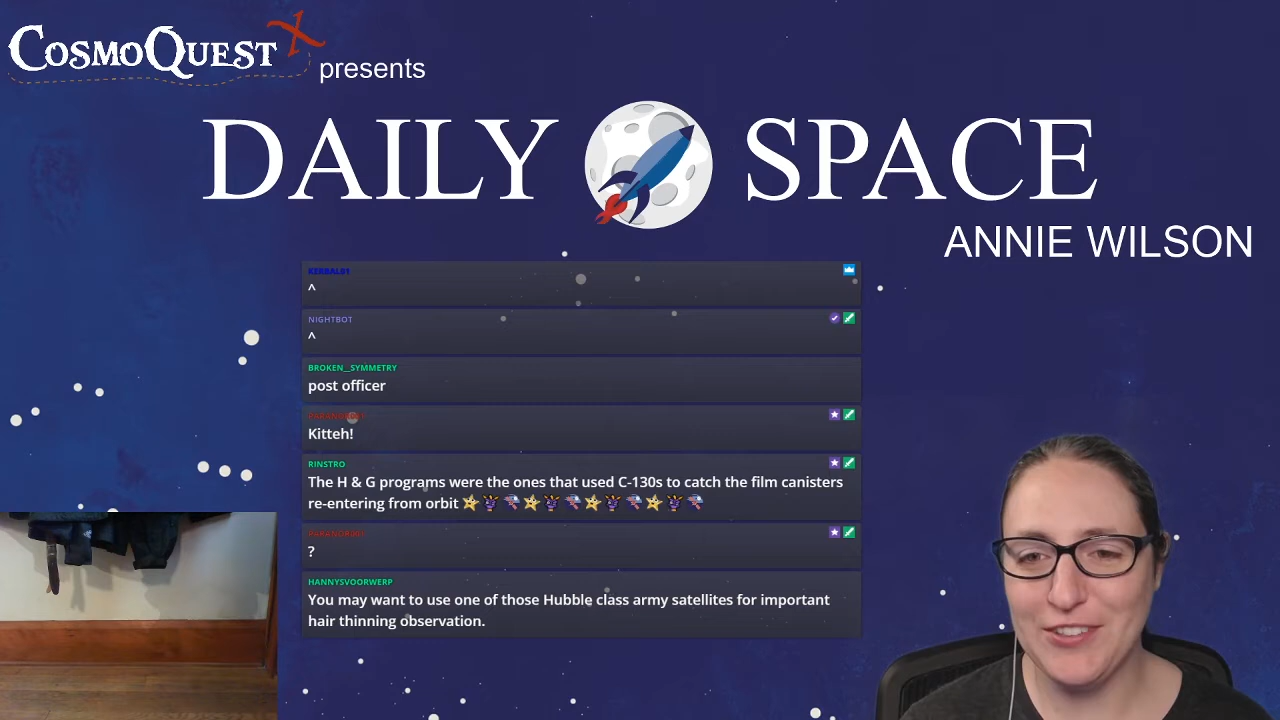 COSMOQUEST X
presents
DAILY SPACE
ANNIE WILSON
KERBAL01
^
NIGHTBOT
^
BROKEN__SYMMETRY
post officer
Kitteh!
RINSTRO
The H & G programs were the ones that used C-130s to catch the film canisters
re-entering from orbit
?
HANNYSVOORWERP
You may want to use one of those Hubble class army satellites for important
hair thinning observation.